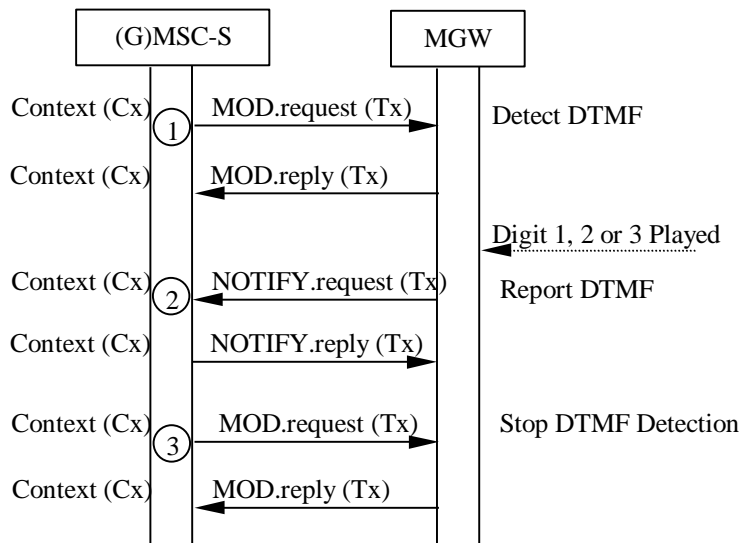 (G)MSC-S MGW
Context (Cx) 1 MOD.request (Tx) Detect DTMF
Context (Cx) MOD.reply (Tx)
Digit 1, 2 or 3 Played
Context (Cx) 2 NOTIFY.request (Tx) Report DTMF
Context (Cx) NOTIFY.reply (Tx)
Context (Cx) 3 MOD.request (Tx) Stop DTMF Detection
Context (Cx) MOD.reply (Tx)